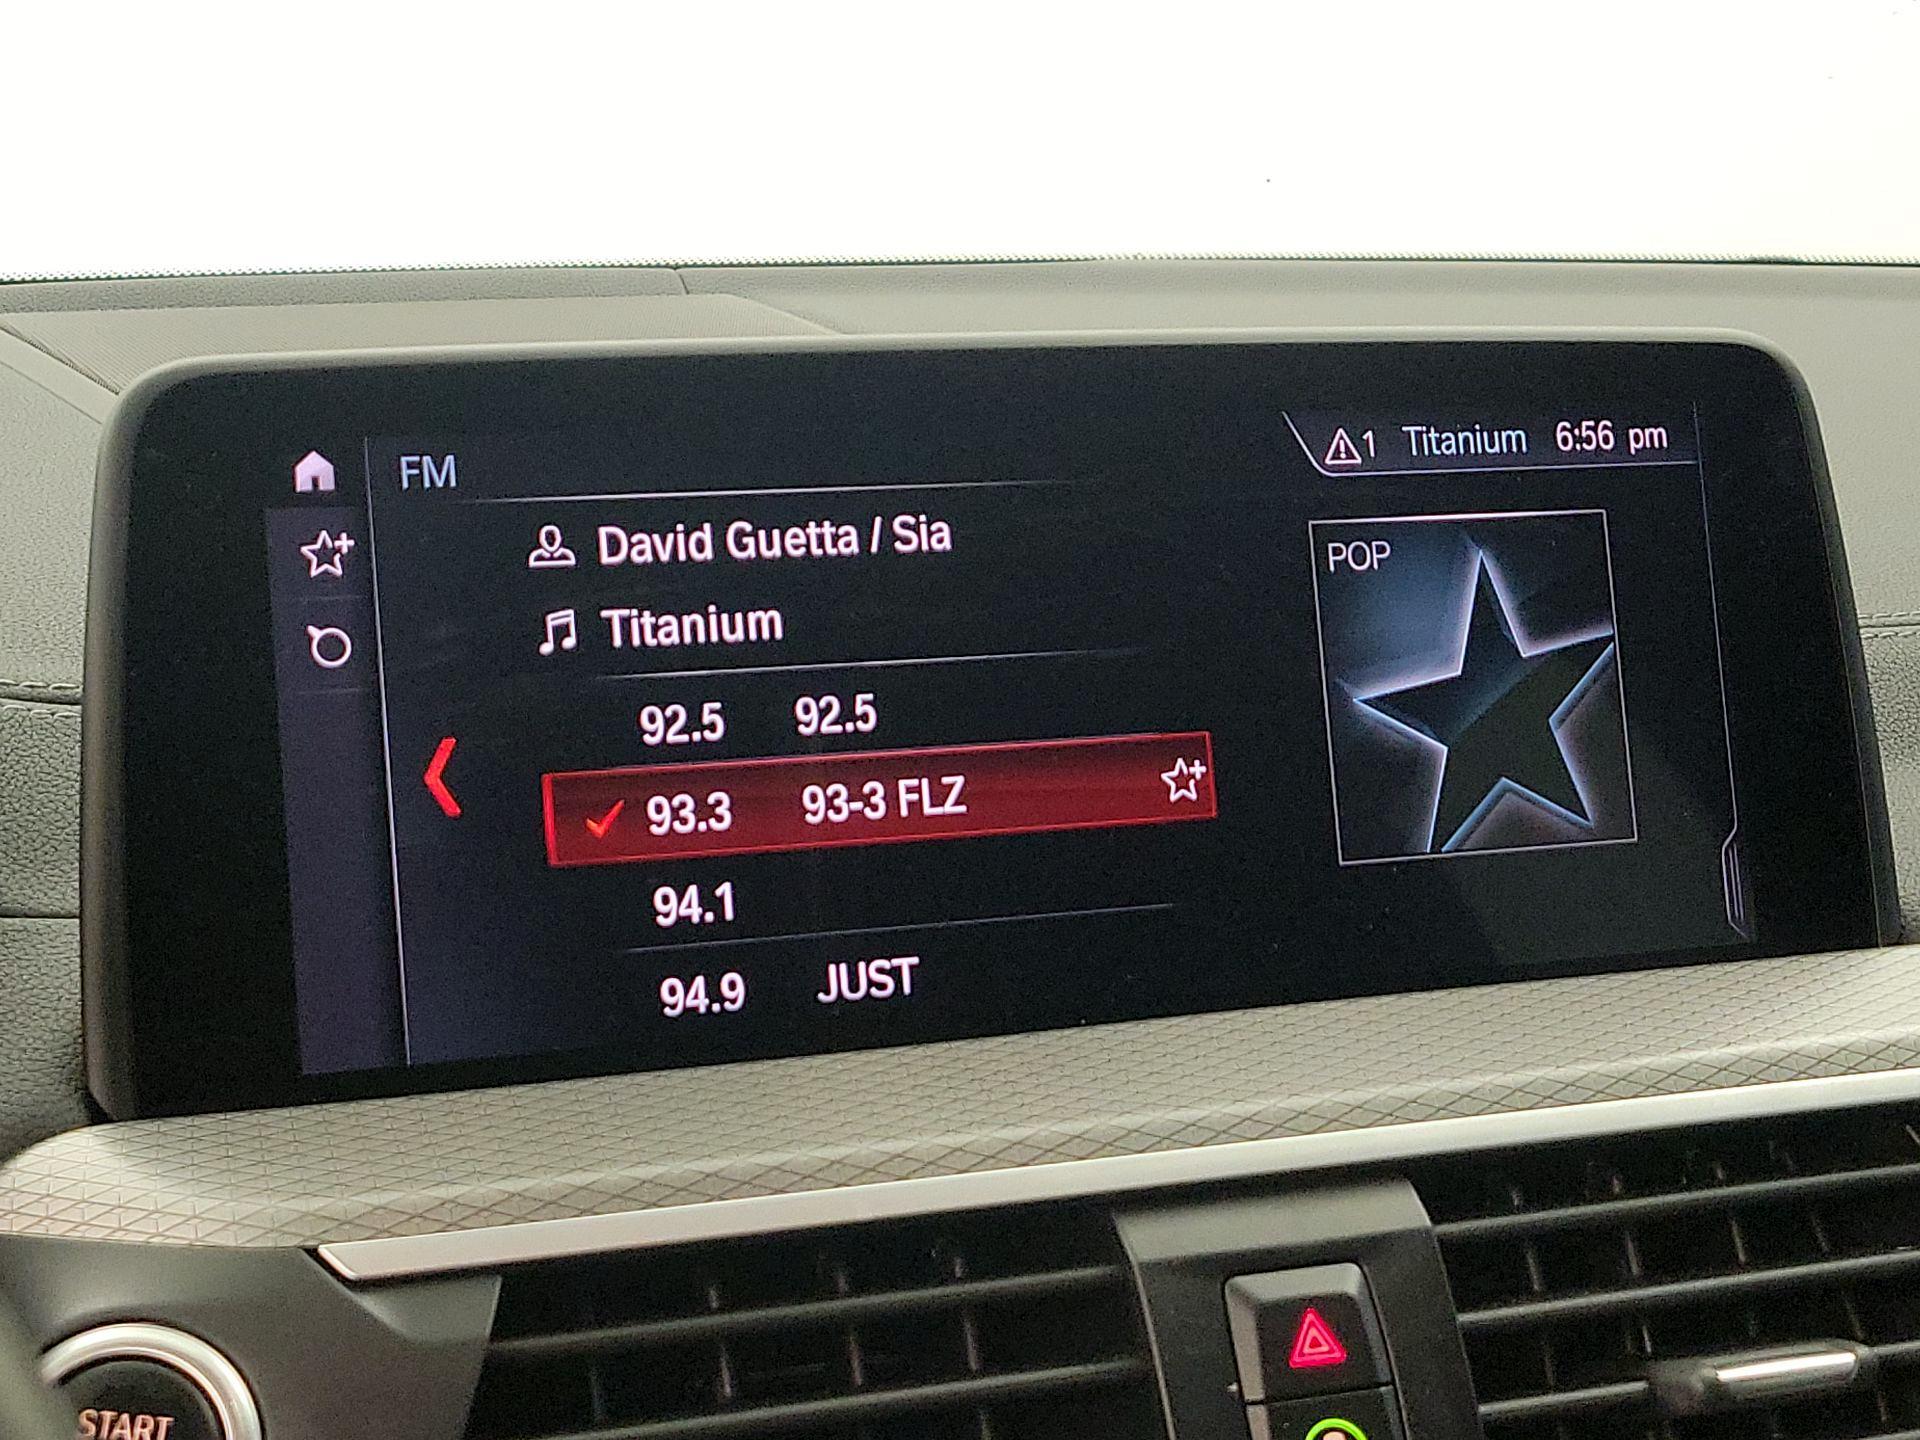 FM
1 Titanium 6:56 pm
David Guetta / Sia
Titanium
POP
92.5 92.5
93.3 93-3 FLZ
94.1
94.9 JUST
START